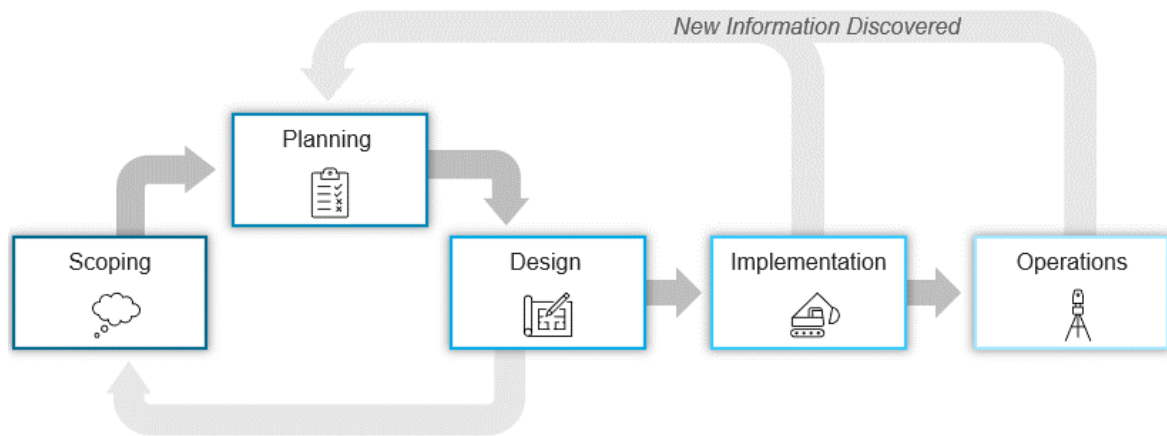 New Information Discovered
Planning
Scoping
Design
Implementation
Operations